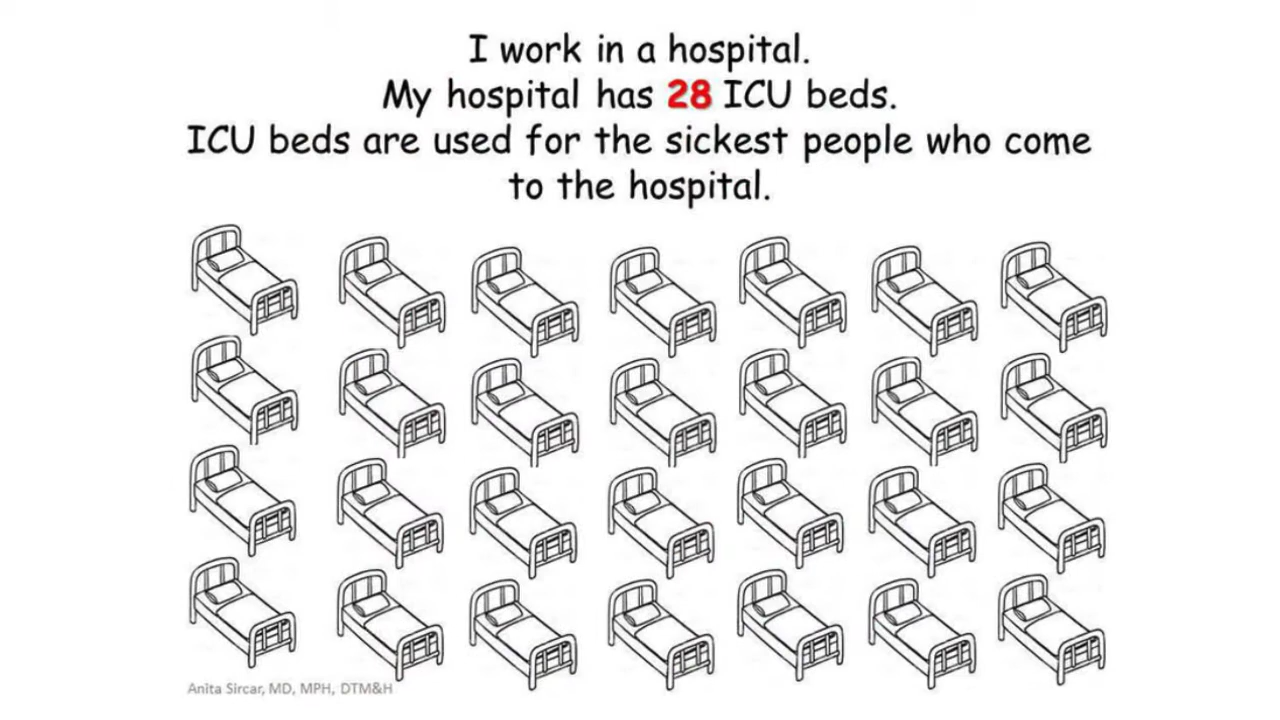 I work in a hospital.
My hospital has 28 ICU beds.
ICU beds are used for the sickest people who come
to the hospital.
Anita Sircar, MD, MPH, DTM&H